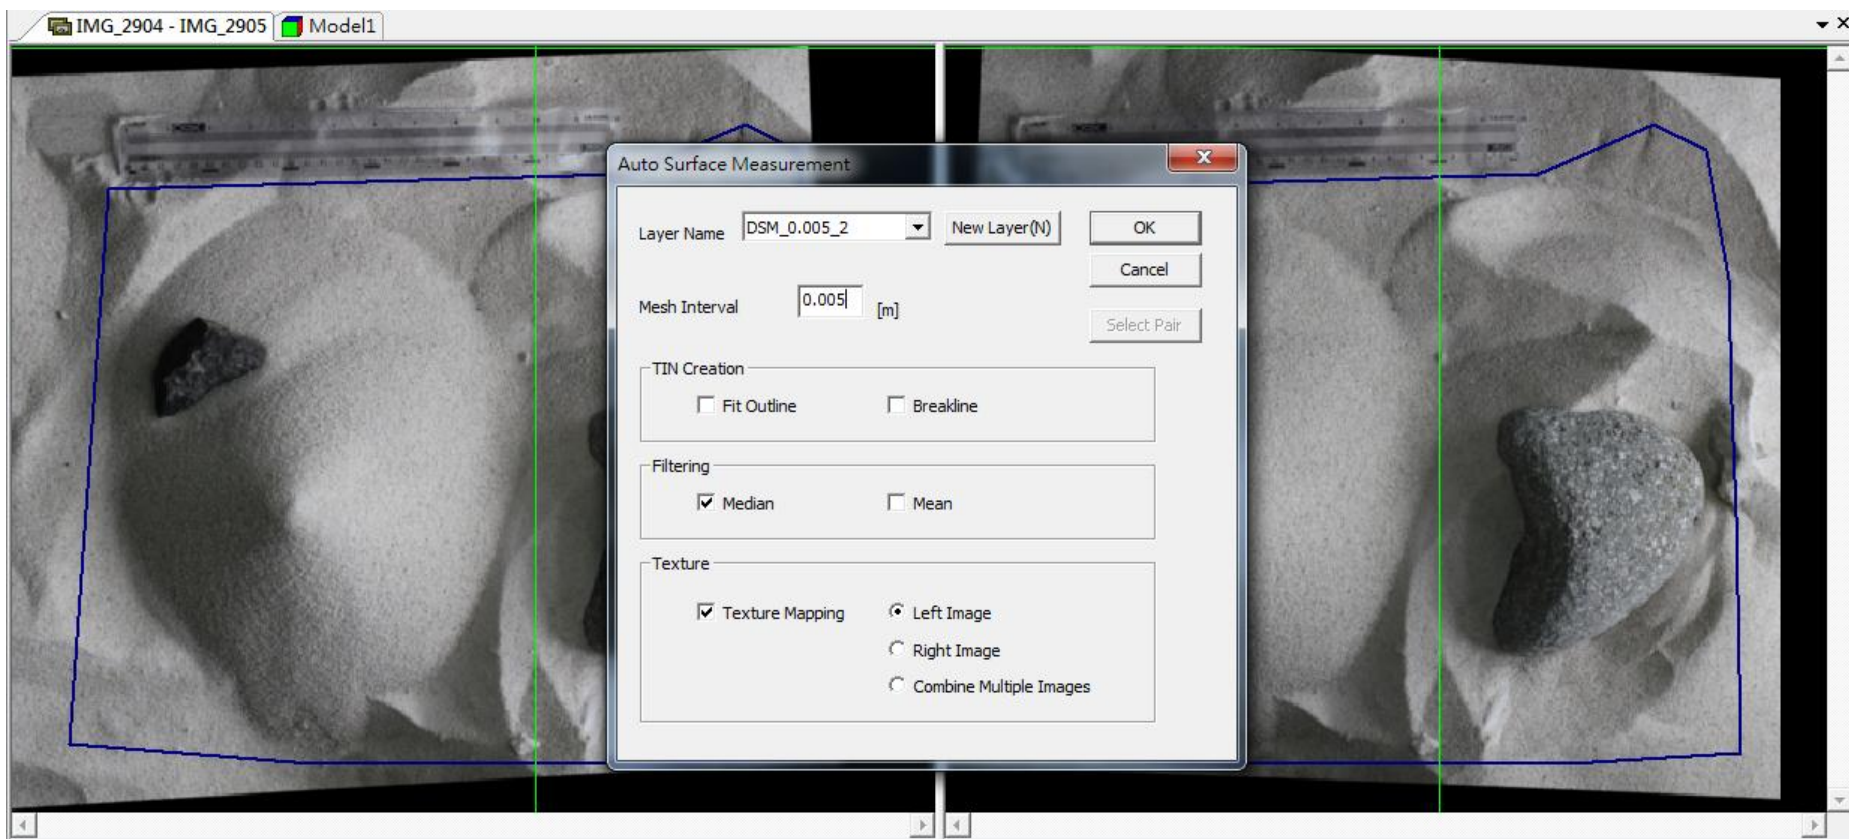 IMG_2904 - IMG_2905 Model1
Auto Surface Measurement
Layer Name DSM_0.005_2 New Layer(N) OK
Cancel
Mesh Interval 0.005 [m]
Select Pair
TIN Creation
Fit Outline Breakline
Filtering
Median Mean
Texture
Texture Mapping Left Image
Right Image
Combine Multiple Images